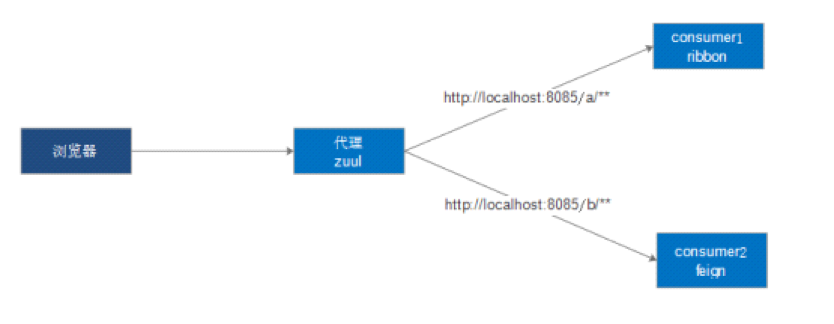 consumer1
ribbon
http://localhost:8085/a/**
浏览器
代理
zuul
http://localhost:8085/b/**
consumer2
feign